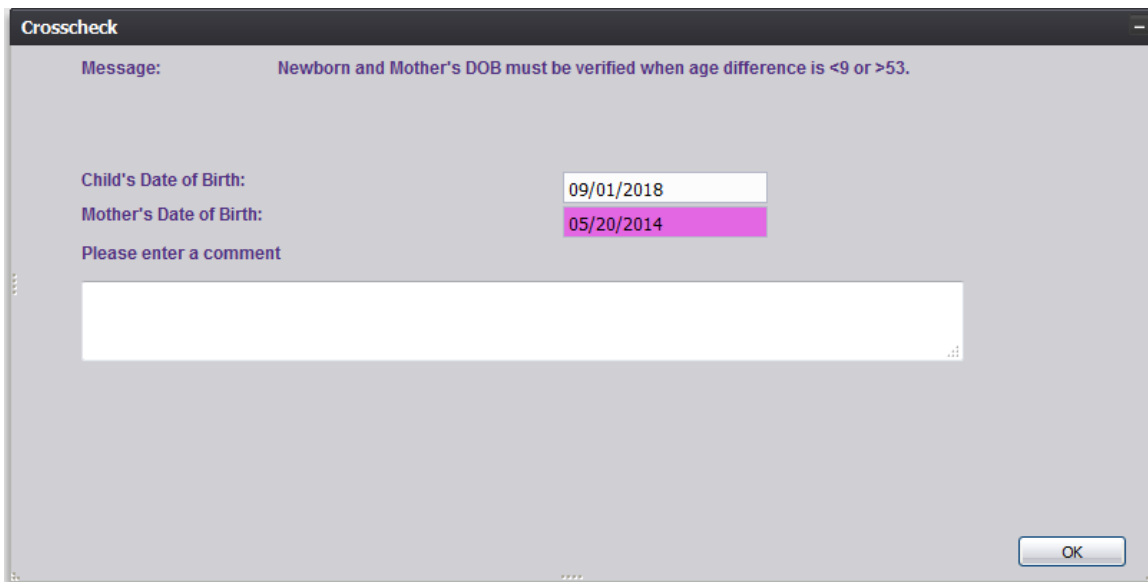 Crosscheck
Message: Newborn and Mother's DOB must be verified when age difference is <9 or >53.
Child's Date of Birth: 09/01/2018
Mother's Date of Birth: 05/20/2014
Please enter a comment
OK